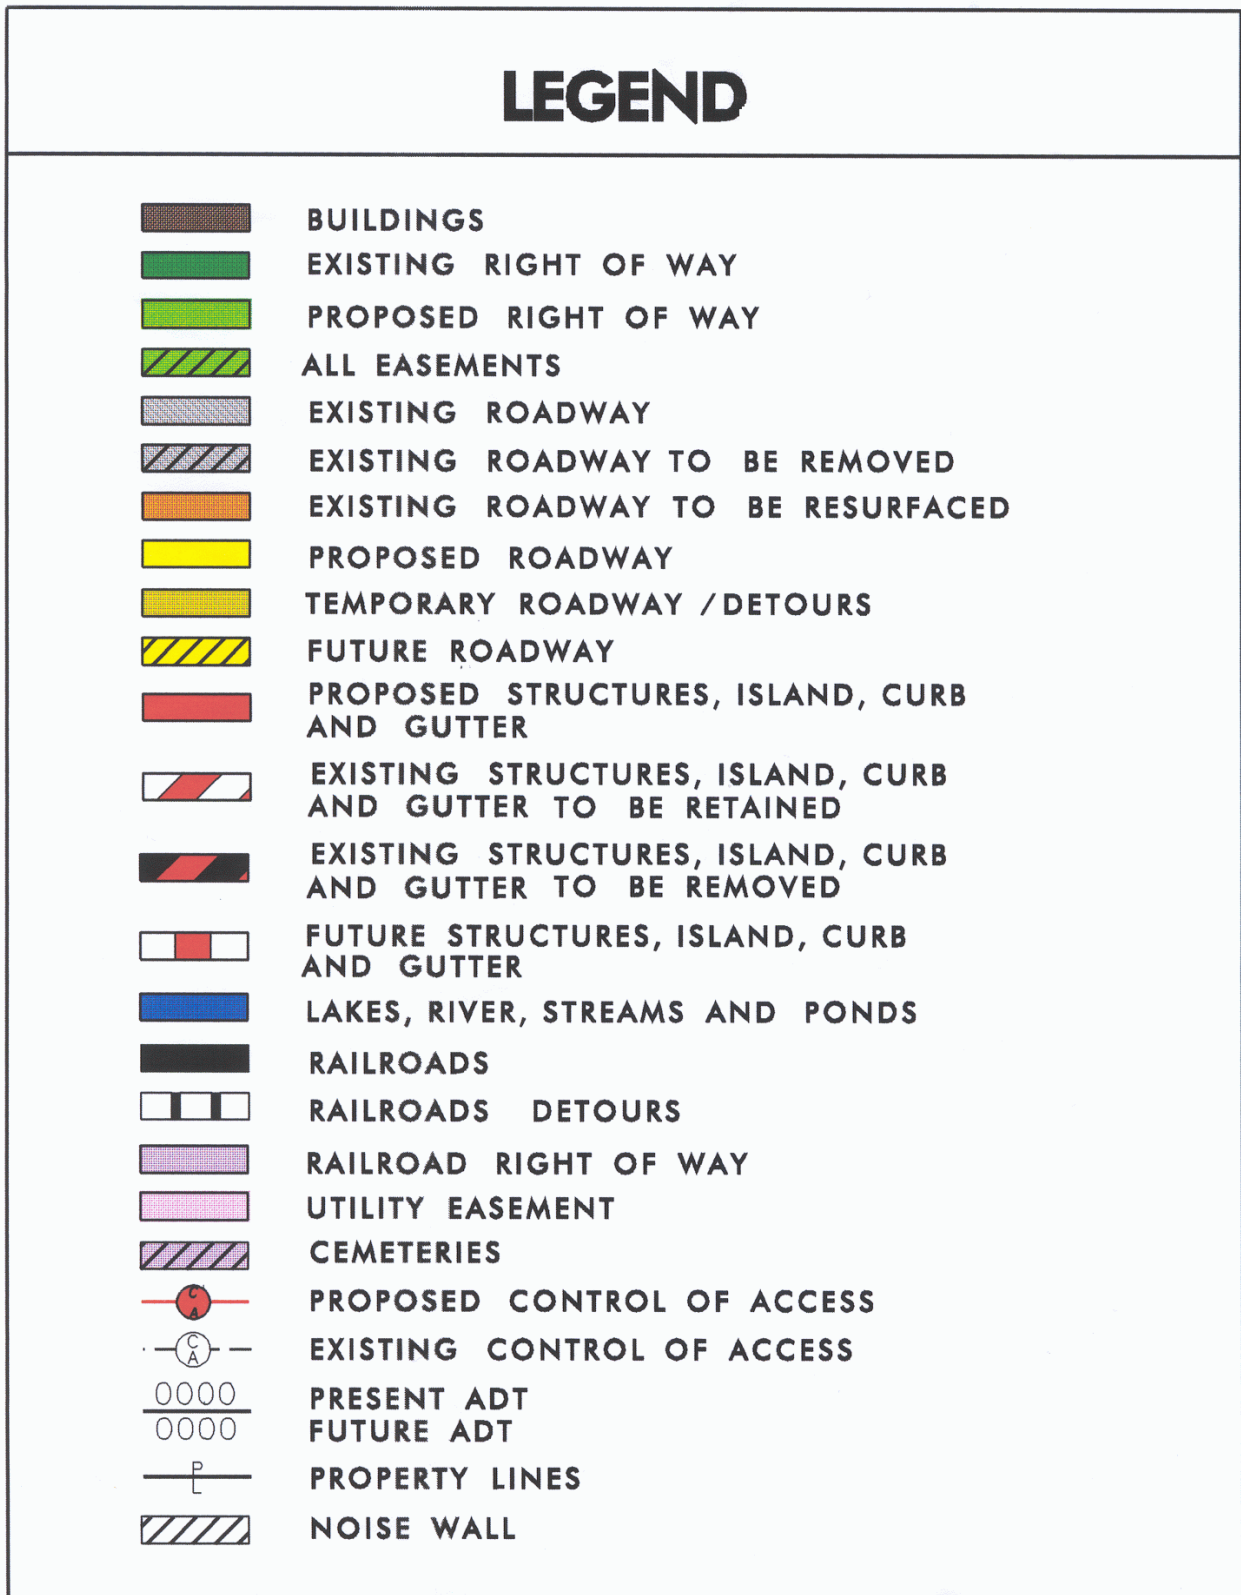 LEGEND
BUILDINGS
EXISTING RIGHT OF WAY
PROPOSED RIGHT OF WAY
ALL EASEMENTS
EXISTING ROADWAY
EXISTING ROADWAY TO BE REMOVED
EXISTING ROADWAY TO BE RESURFACED
PROPOSED ROADWAY
TEMPORARY ROADWAY / DETOURS
FUTURE ROADWAY
PROPOSED STRUCTURES, ISLAND, CURB
AND GUTTER
EXISTING STRUCTURES, ISLAND, CURB
AND GUTTER TO BE RETAINED
EXISTING STRUCTURES, ISLAND, CURB
AND GUTTER TO BE REMOVED
FUTURE STRUCTURES, ISLAND, CURB
AND GUTTER
LAKES, RIVER, STREAMS AND PONDS
RAILROADS
RAILROADS DETOURS
RAILROAD RIGHT OF WAY
UTILITY EASEMENT
CEMETERIES
C
A
PROPOSED CONTROL OF ACCESS
C
A
EXISTING CONTROL OF ACCESS
0000 PRESENT ADT
0000 FUTURE ADT
PL PROPERTY LINES
NOISE WALL